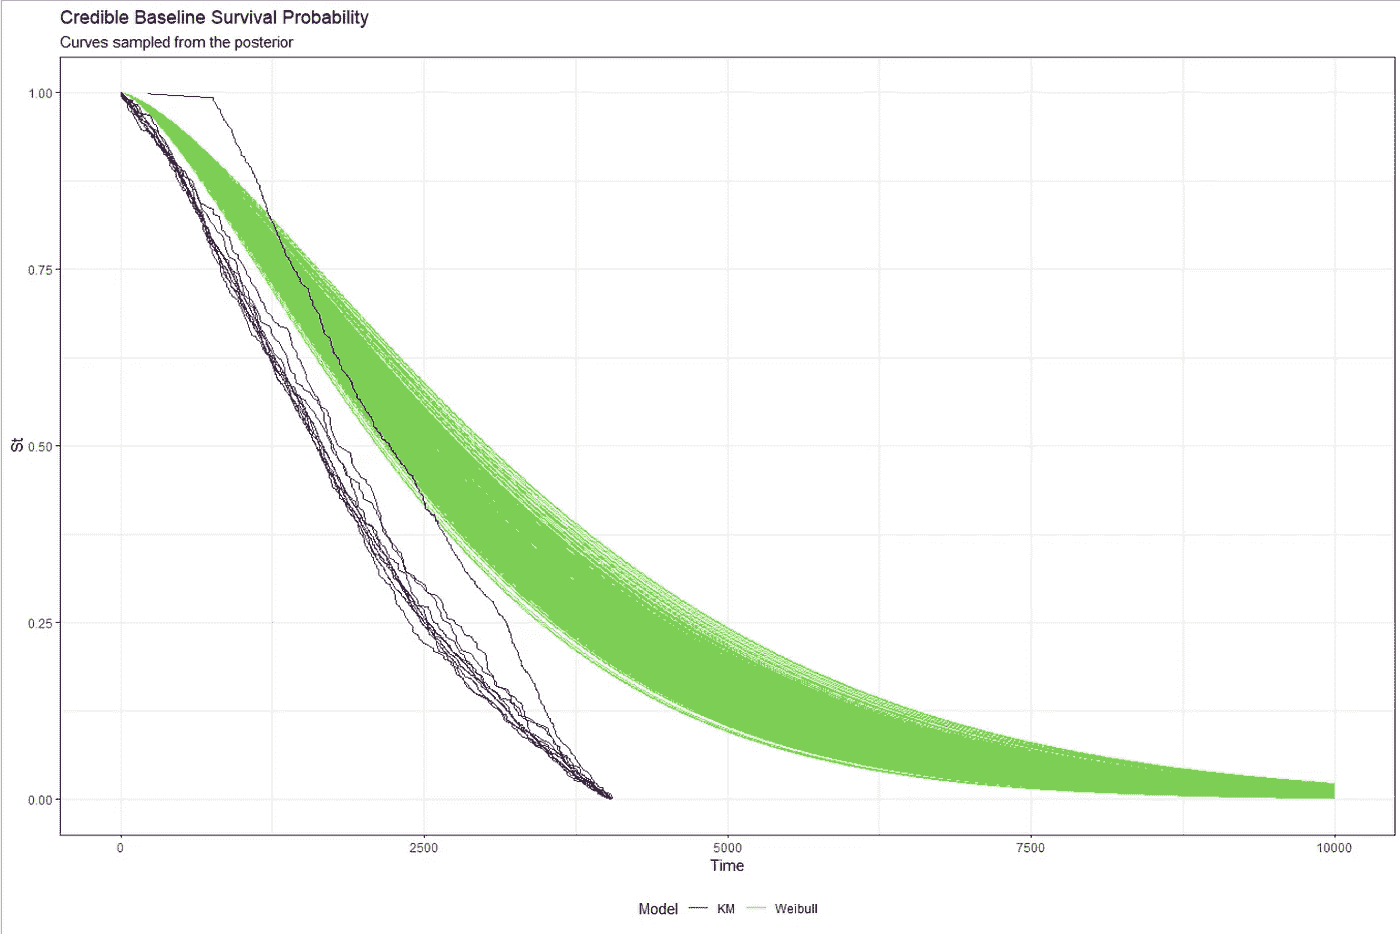 Credible Baseline Survival Probability
Curves sampled from the posterior
1.00
0.75
St
0.50
0.25
0.00
0 2500 5000 7500 10000
Time
Model KM Weibull